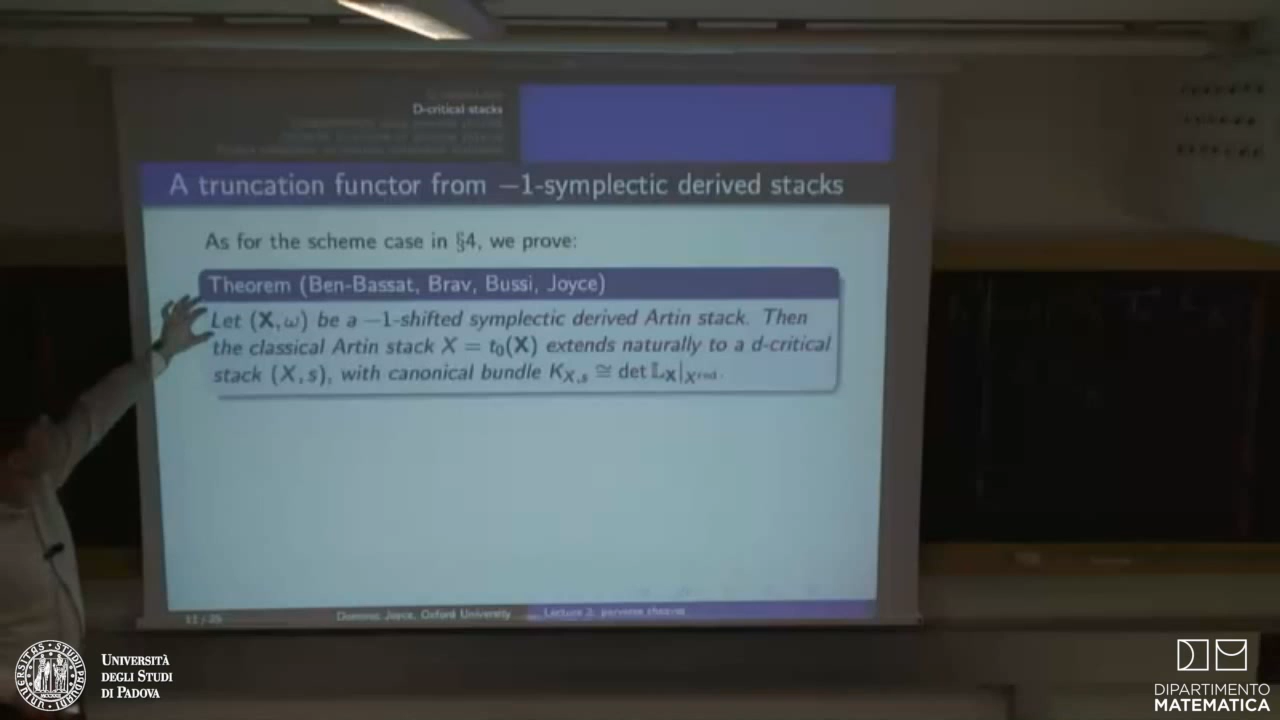 D-critical stacks
A truncation functor from −1-symplectic derived stacks
As for the scheme case in §4, we prove:
Theorem (Ben-Bassat, Brav, Bussi, Joyce)
Let (X, ω) be a −1-shifted symplectic derived Artin stack. Then
the classical Artin stack X = t₀(X) extends naturally to a d-critical
stack (X, s), with canonical bundle K_{X,s} ≅ det 𝕃_X|_{X^{red}}.
11 / 25 Dominic Joyce, Oxford University Lecture 2: perverse sheaves
UNIVERSITÀ
DEGLI STUDI
DI PADOVA
DIPARTIMENTO
MATEMATICA